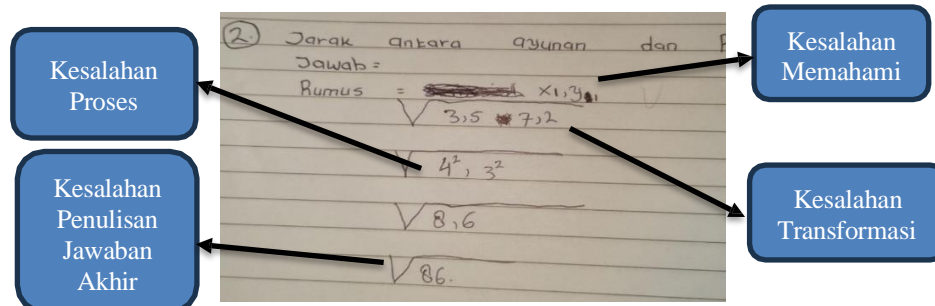 Kesalahan
Proses
Kesalahan
Penulisan
Jawaban
Akhir
2. Jarak antara ayunan dan
Jawab =
Rumus = x1, y1
√3,5 7,2
√4², 3²
√8,6
√86.
Kesalahan
Memahami
Kesalahan
Transformasi